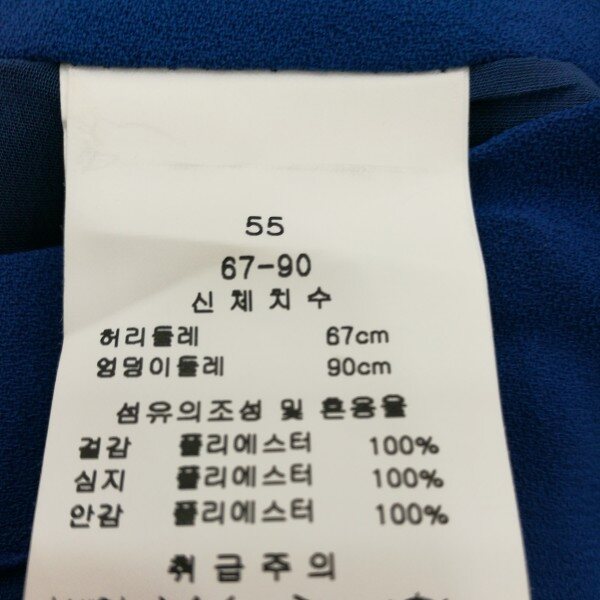 55
67-90
신체치수
허리둘레 67cm
엉덩이둘레 90cm
섬유의조성 및 혼용율
겉감 폴리에스터 100%
심지 폴리에스터 100%
안감 폴리에스터 100%
취급주의